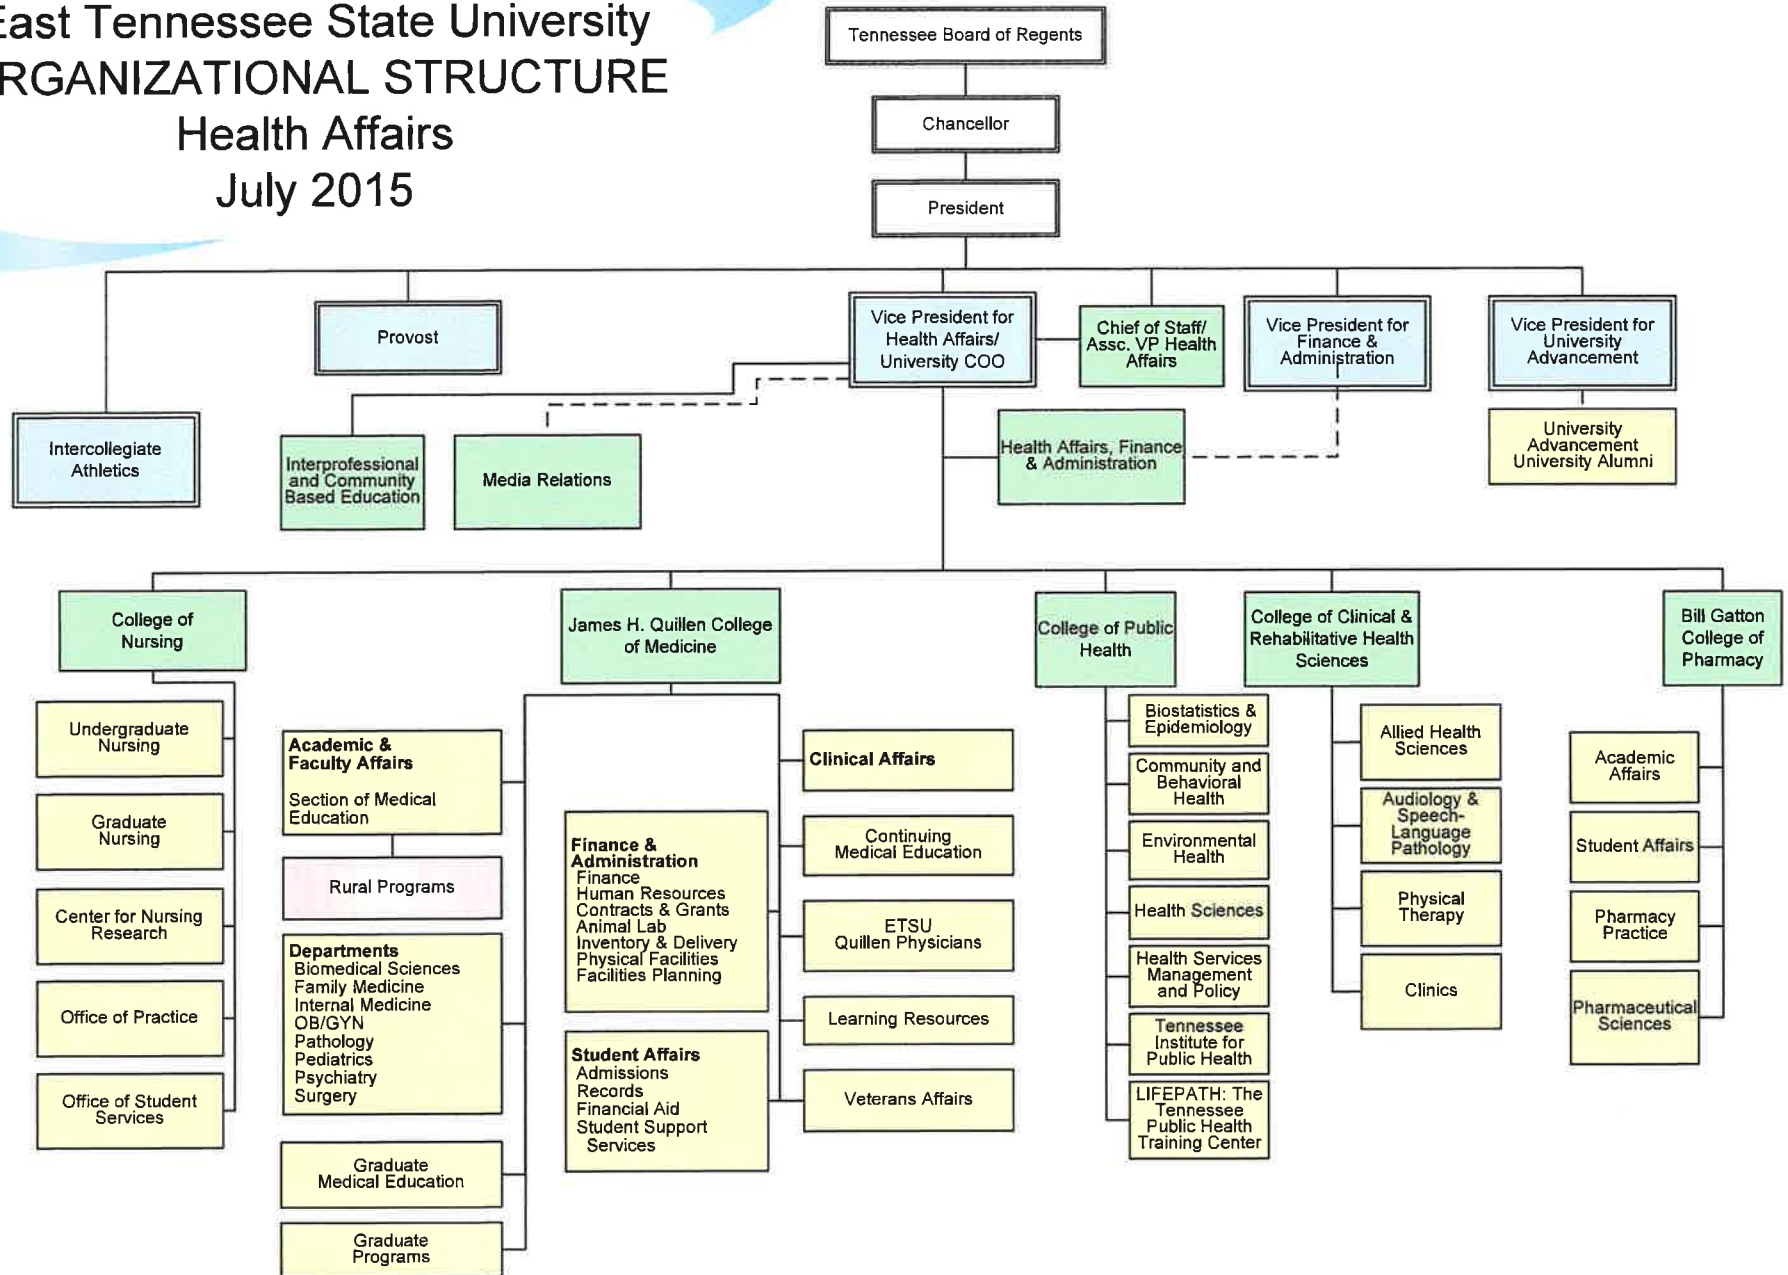 East Tennessee State University
RGANIZATIONAL STRUCTURE
Health Affairs
July 2015
Tennessee Board of Regents
Chancellor
President
Provost
Vice President for
Health Affairs/
University COO
Chief of Staff/
Assc. VP Health
Affairs
Vice President for
Finance &
Administration
Vice President for
University
Advancement
Intercollegiate
Athletics
Interprofessional
and Community
Based Education
Media Relations
Health Affairs, Finance
& Administration
University
Advancement
University Alumni
College of
Nursing
James H. Quillen College
of Medicine
College of Public
Health
College of Clinical &
Rehabilitative Health
Sciences
Bill Gatton
College of
Pharmacy
Undergraduate
Nursing
Graduate
Nursing
Center for Nursing
Research
Office of Practice
Office of Student
Services
Academic &
Faculty Affairs
Section of Medical
Education
Rural Programs
Departments
Biomedical Sciences
Family Medicine
Internal Medicine
OB/GYN
Pathology
Pediatrics
Psychiatry
Surgery
Graduate
Medical Education
Graduate
Programs
Finance &
Administration
Finance
Human Resources
Contracts & Grants
Animal Lab
Inventory & Delivery
Physical Facilities
Facilities Planning
Student Affairs
Admissions
Records
Financial Aid
Student Support
Services
Clinical Affairs
Continuing
Medical Education
ETSU
Quillen Physicians
Learning Resources
Veterans Affairs
Biostatistics &
Epidemiology
Community and
Behavioral
Health
Environmental
Health
Health Sciences
Health Services
Management
and Policy
Tennessee
Institute for
Public Health
LIFEPATH: The
Tennessee
Public Health
Training Center
Allied Health
Sciences
Audiology &
Speech-
Language
Pathology
Physical
Therapy
Clinics
Academic
Affairs
Student Affairs
Pharmacy
Practice
Pharmaceutical
Sciences